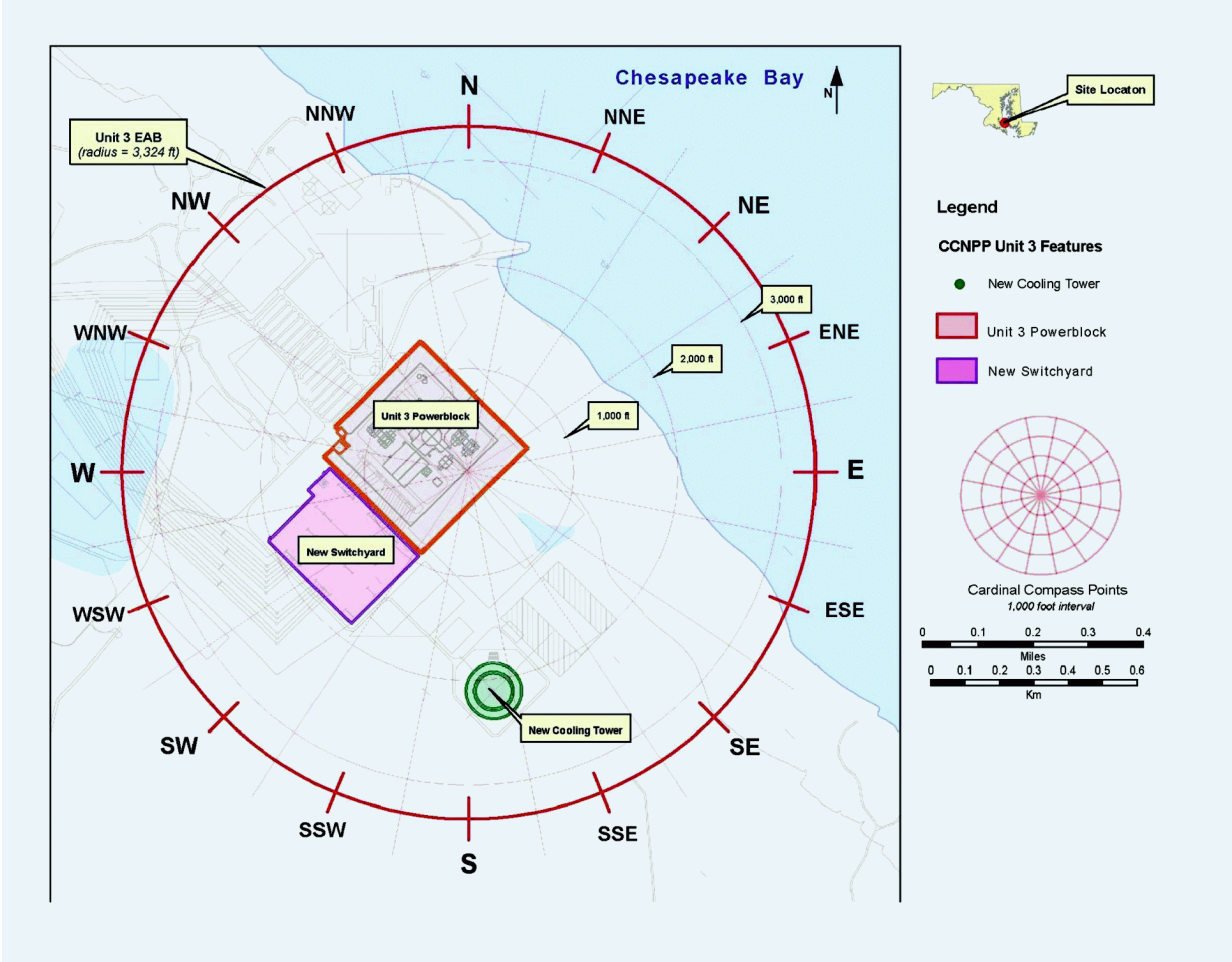 Chesapeake Bay
N
N
NNW
NNE
Unit 3 EAB
(radius = 3,324 ft)
NW
NE
3,000 ft
WNW
ENE
2,000 ft
1,000 ft
Unit 3 Powerblock
W
E
New Switchyard
WSW
ESE
New Cooling Tower
SW
SE
SSW
SSE
S
Site Locaton
Legend
CCNPP Unit 3 Features
New Cooling Tower
Unit 3 Powerblock
New Switchyard
Cardinal Compass Points
1,000 foot interval
0 0.1 0.2 0.3 0.4
Miles
0 0.1 0.2 0.3 0.4 0.5 0.6
Km